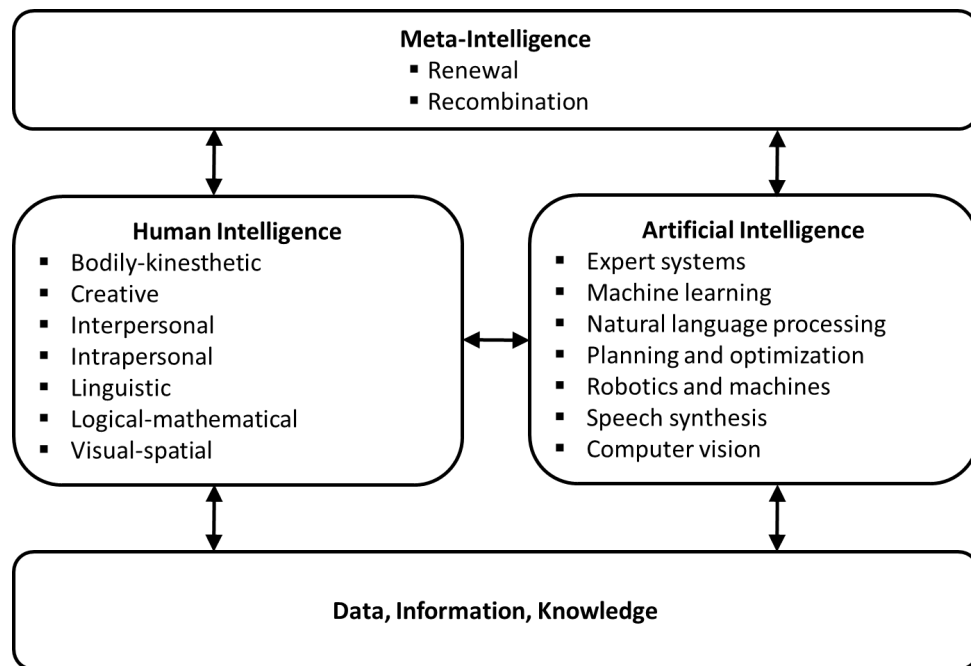 Meta-Intelligence
▪ Renewal
▪ Recombination
Human Intelligence
▪ Bodily-kinesthetic
▪ Creative
▪ Interpersonal
▪ Intrapersonal
▪ Linguistic
▪ Logical-mathematical
▪ Visual-spatial
Artificial Intelligence
▪ Expert systems
▪ Machine learning
▪ Natural language processing
▪ Planning and optimization
▪ Robotics and machines
▪ Speech synthesis
▪ Computer vision
Data, Information, Knowledge